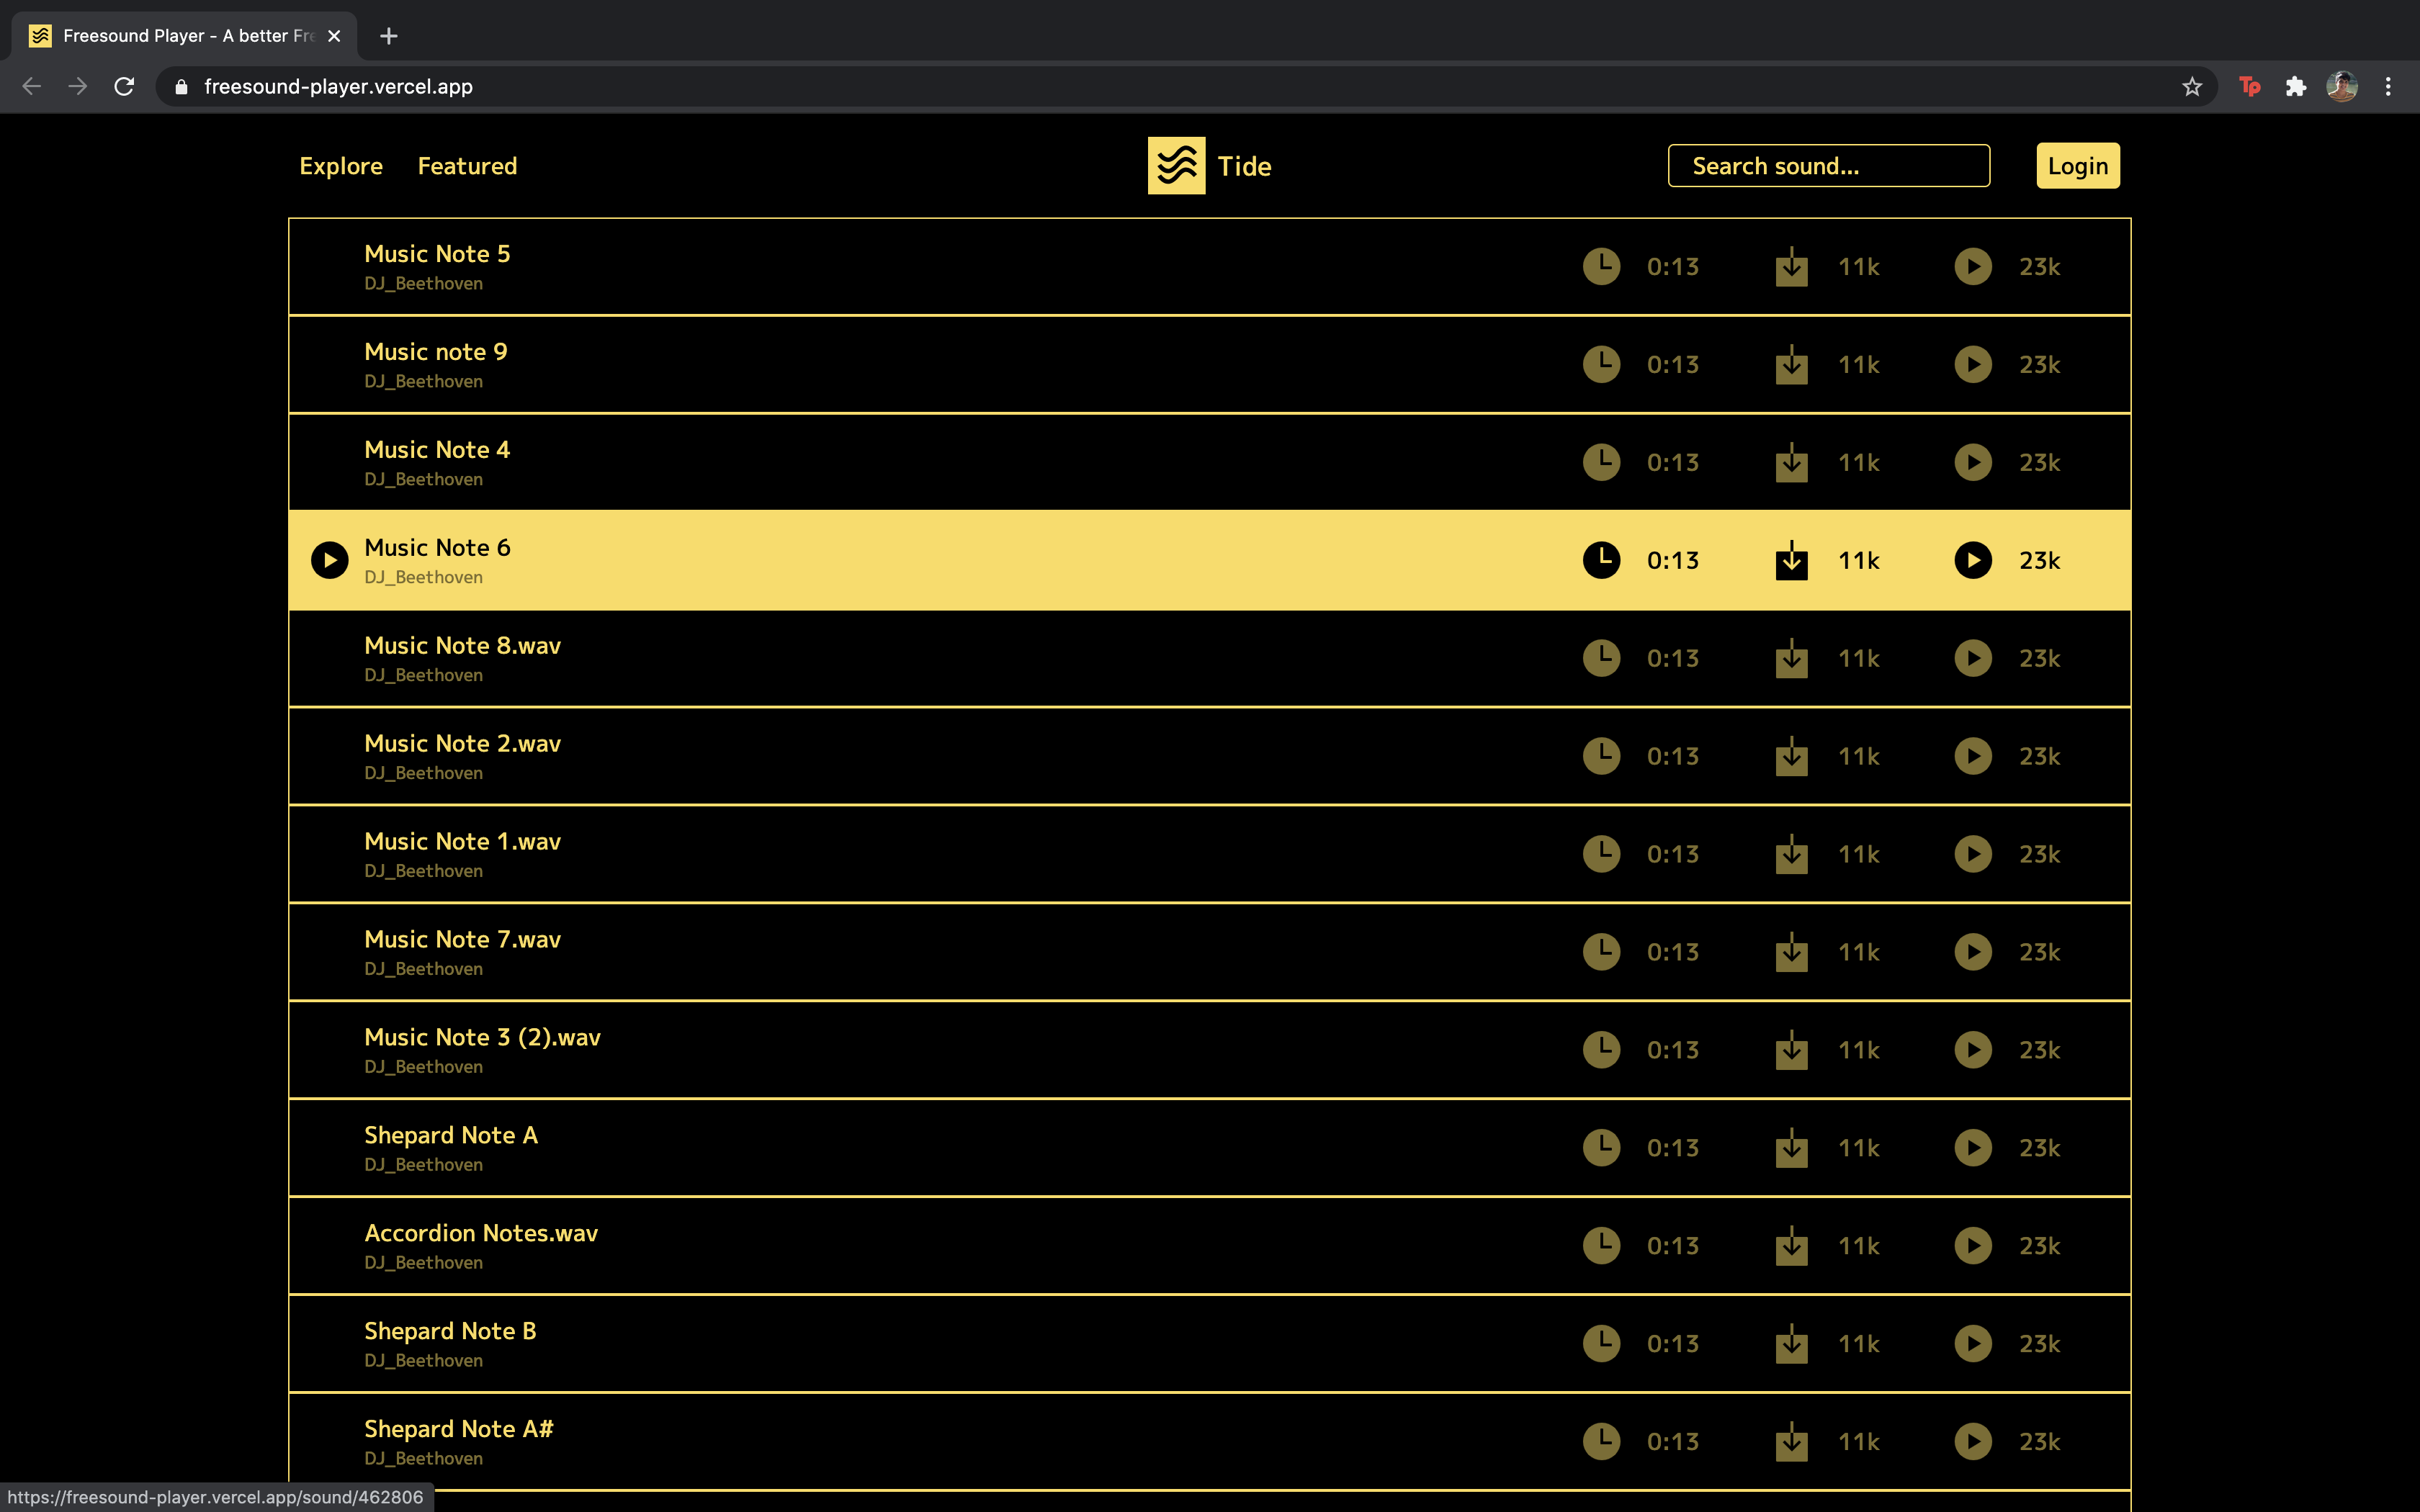 Freesound Player - A better Fre
freesound-player.vercel.app
Tp
Explore Featured Tide Search sound... Login
Music Note 5
DJ_Beethoven
0:13 11k 23k
Music note 9
DJ_Beethoven
0:13 11k 23k
Music Note 4
DJ_Beethoven
0:13 11k 23k
Music Note 6
DJ_Beethoven
0:13 11k 23k
Music Note 8.wav
DJ_Beethoven
0:13 11k 23k
Music Note 2.wav
DJ_Beethoven
0:13 11k 23k
Music Note 1.wav
DJ_Beethoven
0:13 11k 23k
Music Note 7.wav
DJ_Beethoven
0:13 11k 23k
Music Note 3 (2).wav
DJ_Beethoven
0:13 11k 23k
Shepard Note A
DJ_Beethoven
0:13 11k 23k
Accordion Notes.wav
DJ_Beethoven
0:13 11k 23k
Shepard Note B
DJ_Beethoven
0:13 11k 23k
Shepard Note A#
DJ_Beethoven
0:13 11k 23k
https://freesound-player.vercel.app/sound/462806